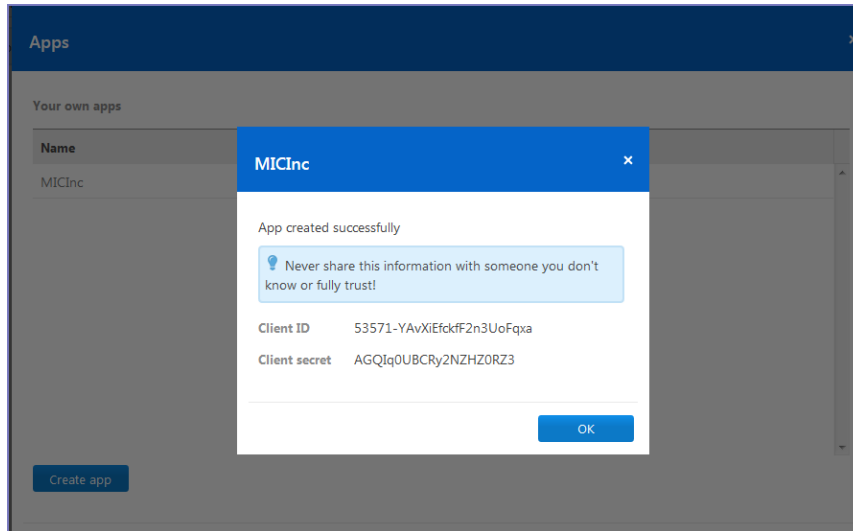 Apps
×
Your own apps
Name
MICInc
MICInc ×
App created successfully
Never share this information with someone you don't
know or fully trust!
Client ID 53571-YAvXiEfckfF2n3UoFqxa
Client secret AGQIq0UBCRy2NZHZ0RZ3
OK
Create app